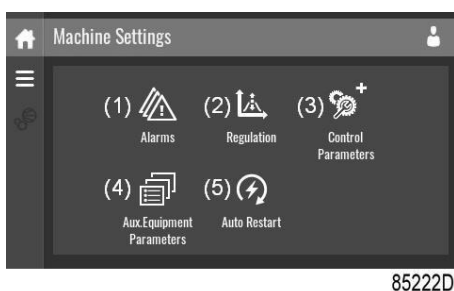 Machine Settings
(1) (2) (3)
Alarms Regulation Control
Parameters
(4) (5)
Aux.Equipment Auto Restart
Parameters
85222D